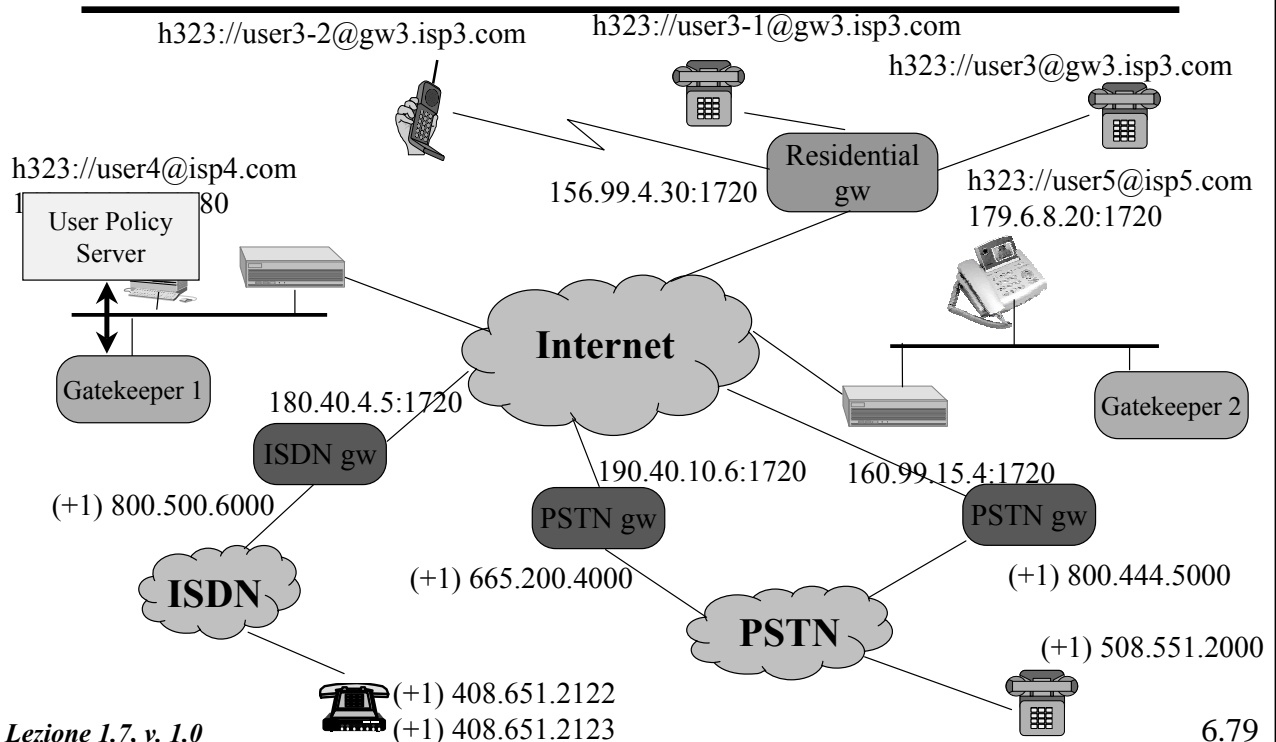 h323://user3-2@gw3.isp3.com
h323://user3-1@gw3.isp3.com
h323://user3@gw3.isp3.com
h323://user4@isp4.com
1 80
User Policy
Server
156.99.4.30:1720
Residential
gw
h323://user5@isp5.com
179.6.8.20:1720
Internet
Gatekeeper 1
180.40.4.5:1720
Gatekeeper 2
ISDN gw
190.40.10.6:1720
160.99.15.4:1720
(+1) 800.500.6000
PSTN gw
PSTN gw
(+1) 665.200.4000
(+1) 800.444.5000
ISDN
PSTN
(+1) 508.551.2000
(+1) 408.651.2122
(+1) 408.651.2123
Lezione 1.7, v. 1.0
6.79